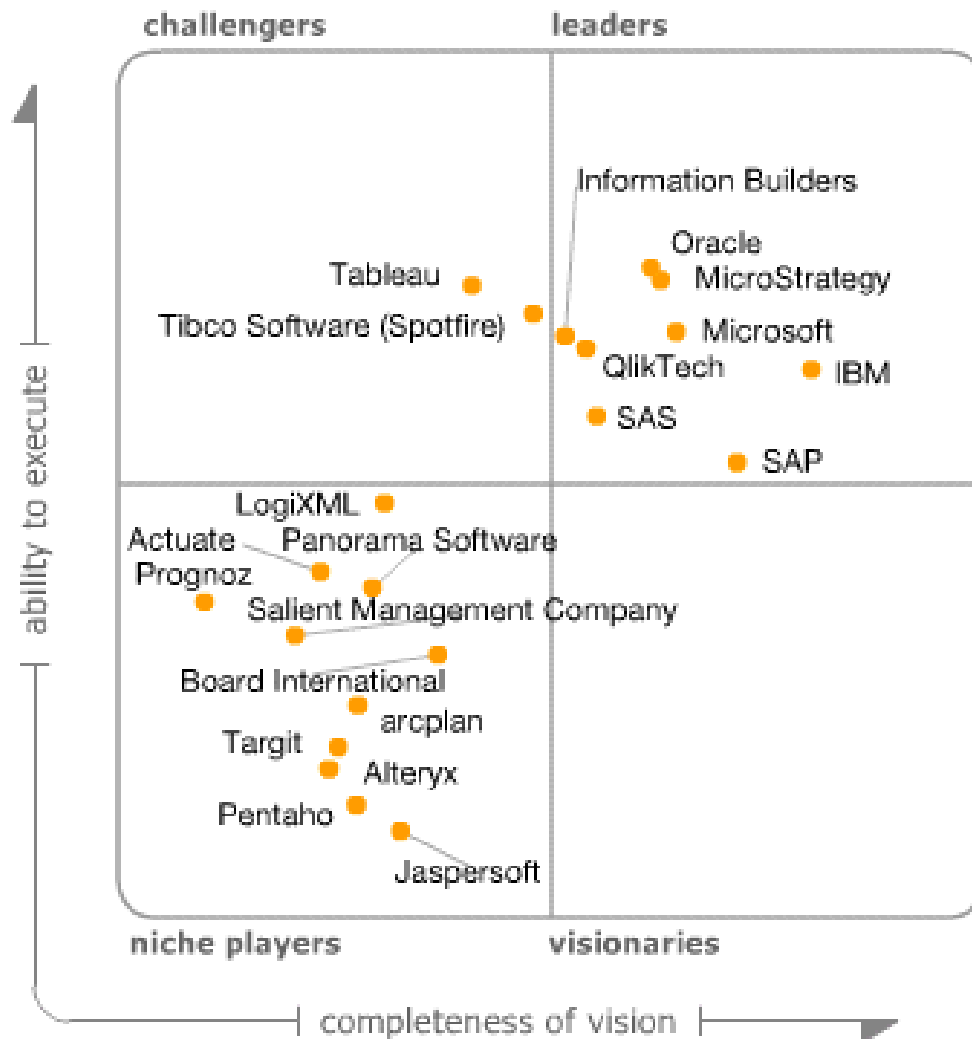 challengers
leaders
Information Builders
Oracle
Tableau
MicroStrategy
Tibco Software (Spotfire)
Microsoft
QlikTech
IBM
SAS
SAP
ability to execute
LogiXML
Actuate
Panorama Software
Prognoz
Salient Management Company
Board International
arcplan
Targit
Alteryx
Pentaho
Jaspersoft
niche players
visionaries
completeness of vision